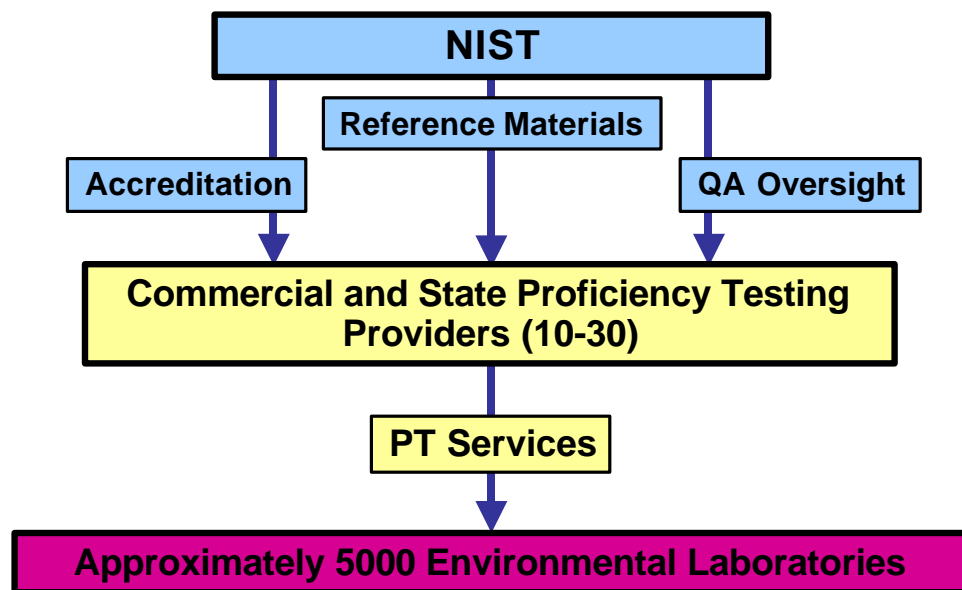 NIST
Reference Materials
Accreditation
QA Oversight
Commercial and State Proficiency Testing
Providers (10-30)
PT Services
Approximately 5000 Environmental Laboratories